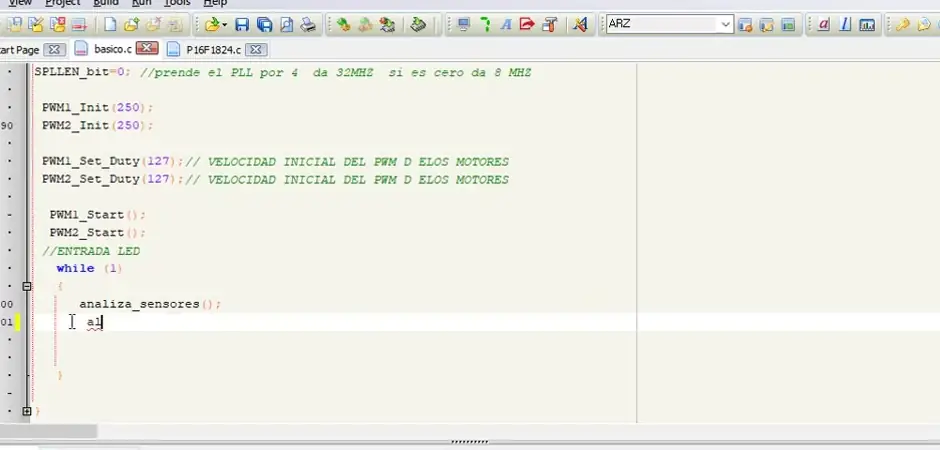 View Project Build Run Tools Help
ARZ
art Page basico.c P16F1824.c
SPLLEN_bit=0; //prende el PLL por 4 da 32MHZ si es cero da 8 MHZ
PWM1_Init(250);
90 PWM2_Init(250);
PWM1_Set_Duty(127);// VELOCIDAD INICIAL DEL PWM D ELOS MOTORES
PWM2_Set_Duty(127);// VELOCIDAD INICIAL DEL PWM D ELOS MOTORES
PWM1_Start();
PWM2_Start();
//ENTRADA LED
while (1)
{
00 analiza_sensores();
01 al
}
}